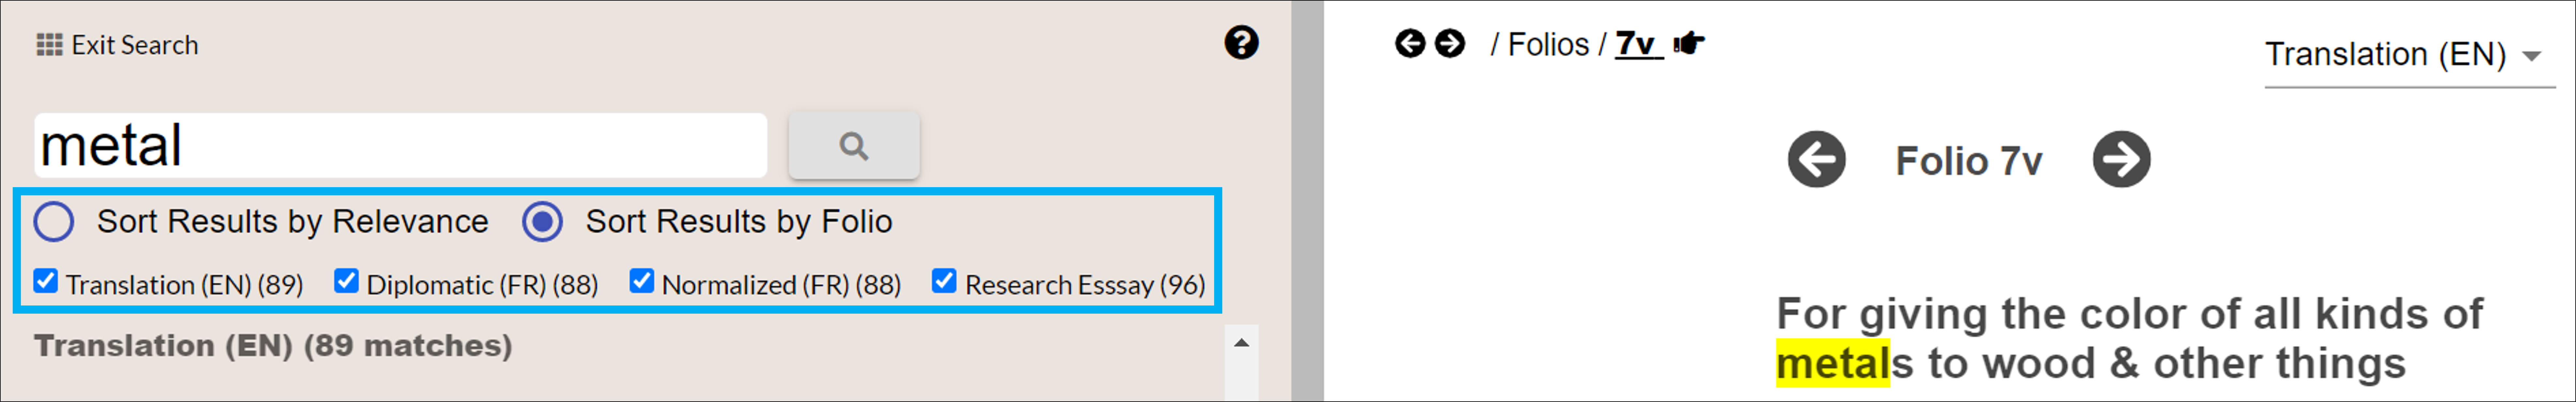 Exit Search
?
metal
Sort Results by Relevance Sort Results by Folio
Translation (EN) (89) Diplomatic (FR) (88) Normalized (FR) (88) Research Esssay (96)
Translation (EN) (89 matches)
/ Folios / 7v
Translation (EN)
Folio 7v
For giving the color of all kinds of
metals to wood & other things